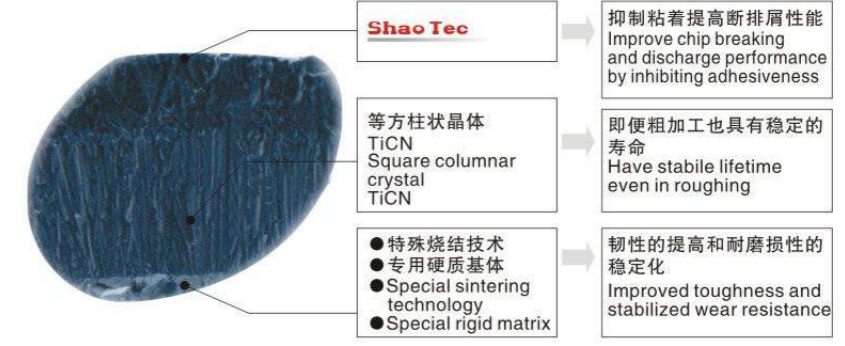 Shao Tec
抑制粘着提高断排屑性能
Improve chip breaking
and discharge performance
by inhibiting adhesiveness
等方柱状晶体
TiCN
Square columnar
crystal
TiCN
即便粗加工也具有稳定的
寿命
Have stabile lifetime
even in roughing
●特殊烧结技术
●专用硬质基体
●Special sintering
technology
●Special rigid matrix
韧性的提高和耐磨损性的
稳定化
Improved toughness and
stabilized wear resistance